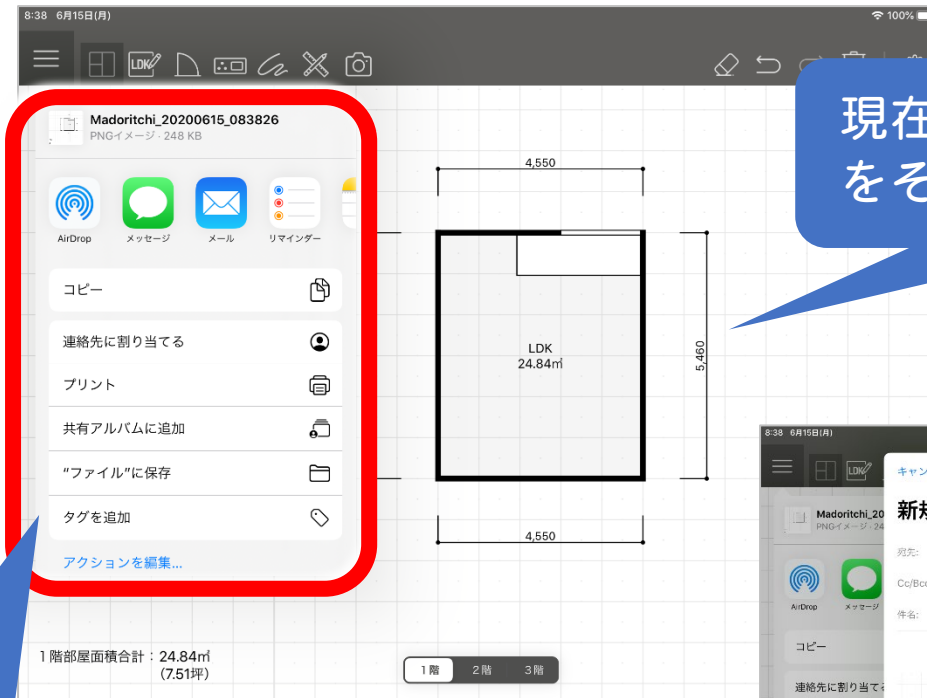 8:38 6月15日(月)
100%
LDK
Madoritchi_20200615_083826
PNGイメージ · 248 KB
AirDrop
メッセージ
メール
リマインダー
コピー
連絡先に割り当てる
プリント
共有アルバムに追加
“ファイル”に保存
タグを追加
アクションを編集...
4,550
LDK
24.84㎡
5,460
4,550
1階部屋面積合計：24.84㎡
(7.51坪)
1階 2階 3階
現在
をそ
8:38 6月15日(月)
LDK
キャン
Madoritchi_20
PNGイメージ · 24
新規
宛先:
Cc/Bcc
件名:
AirDrop
メッセージ
コピー
連絡先に割り当て